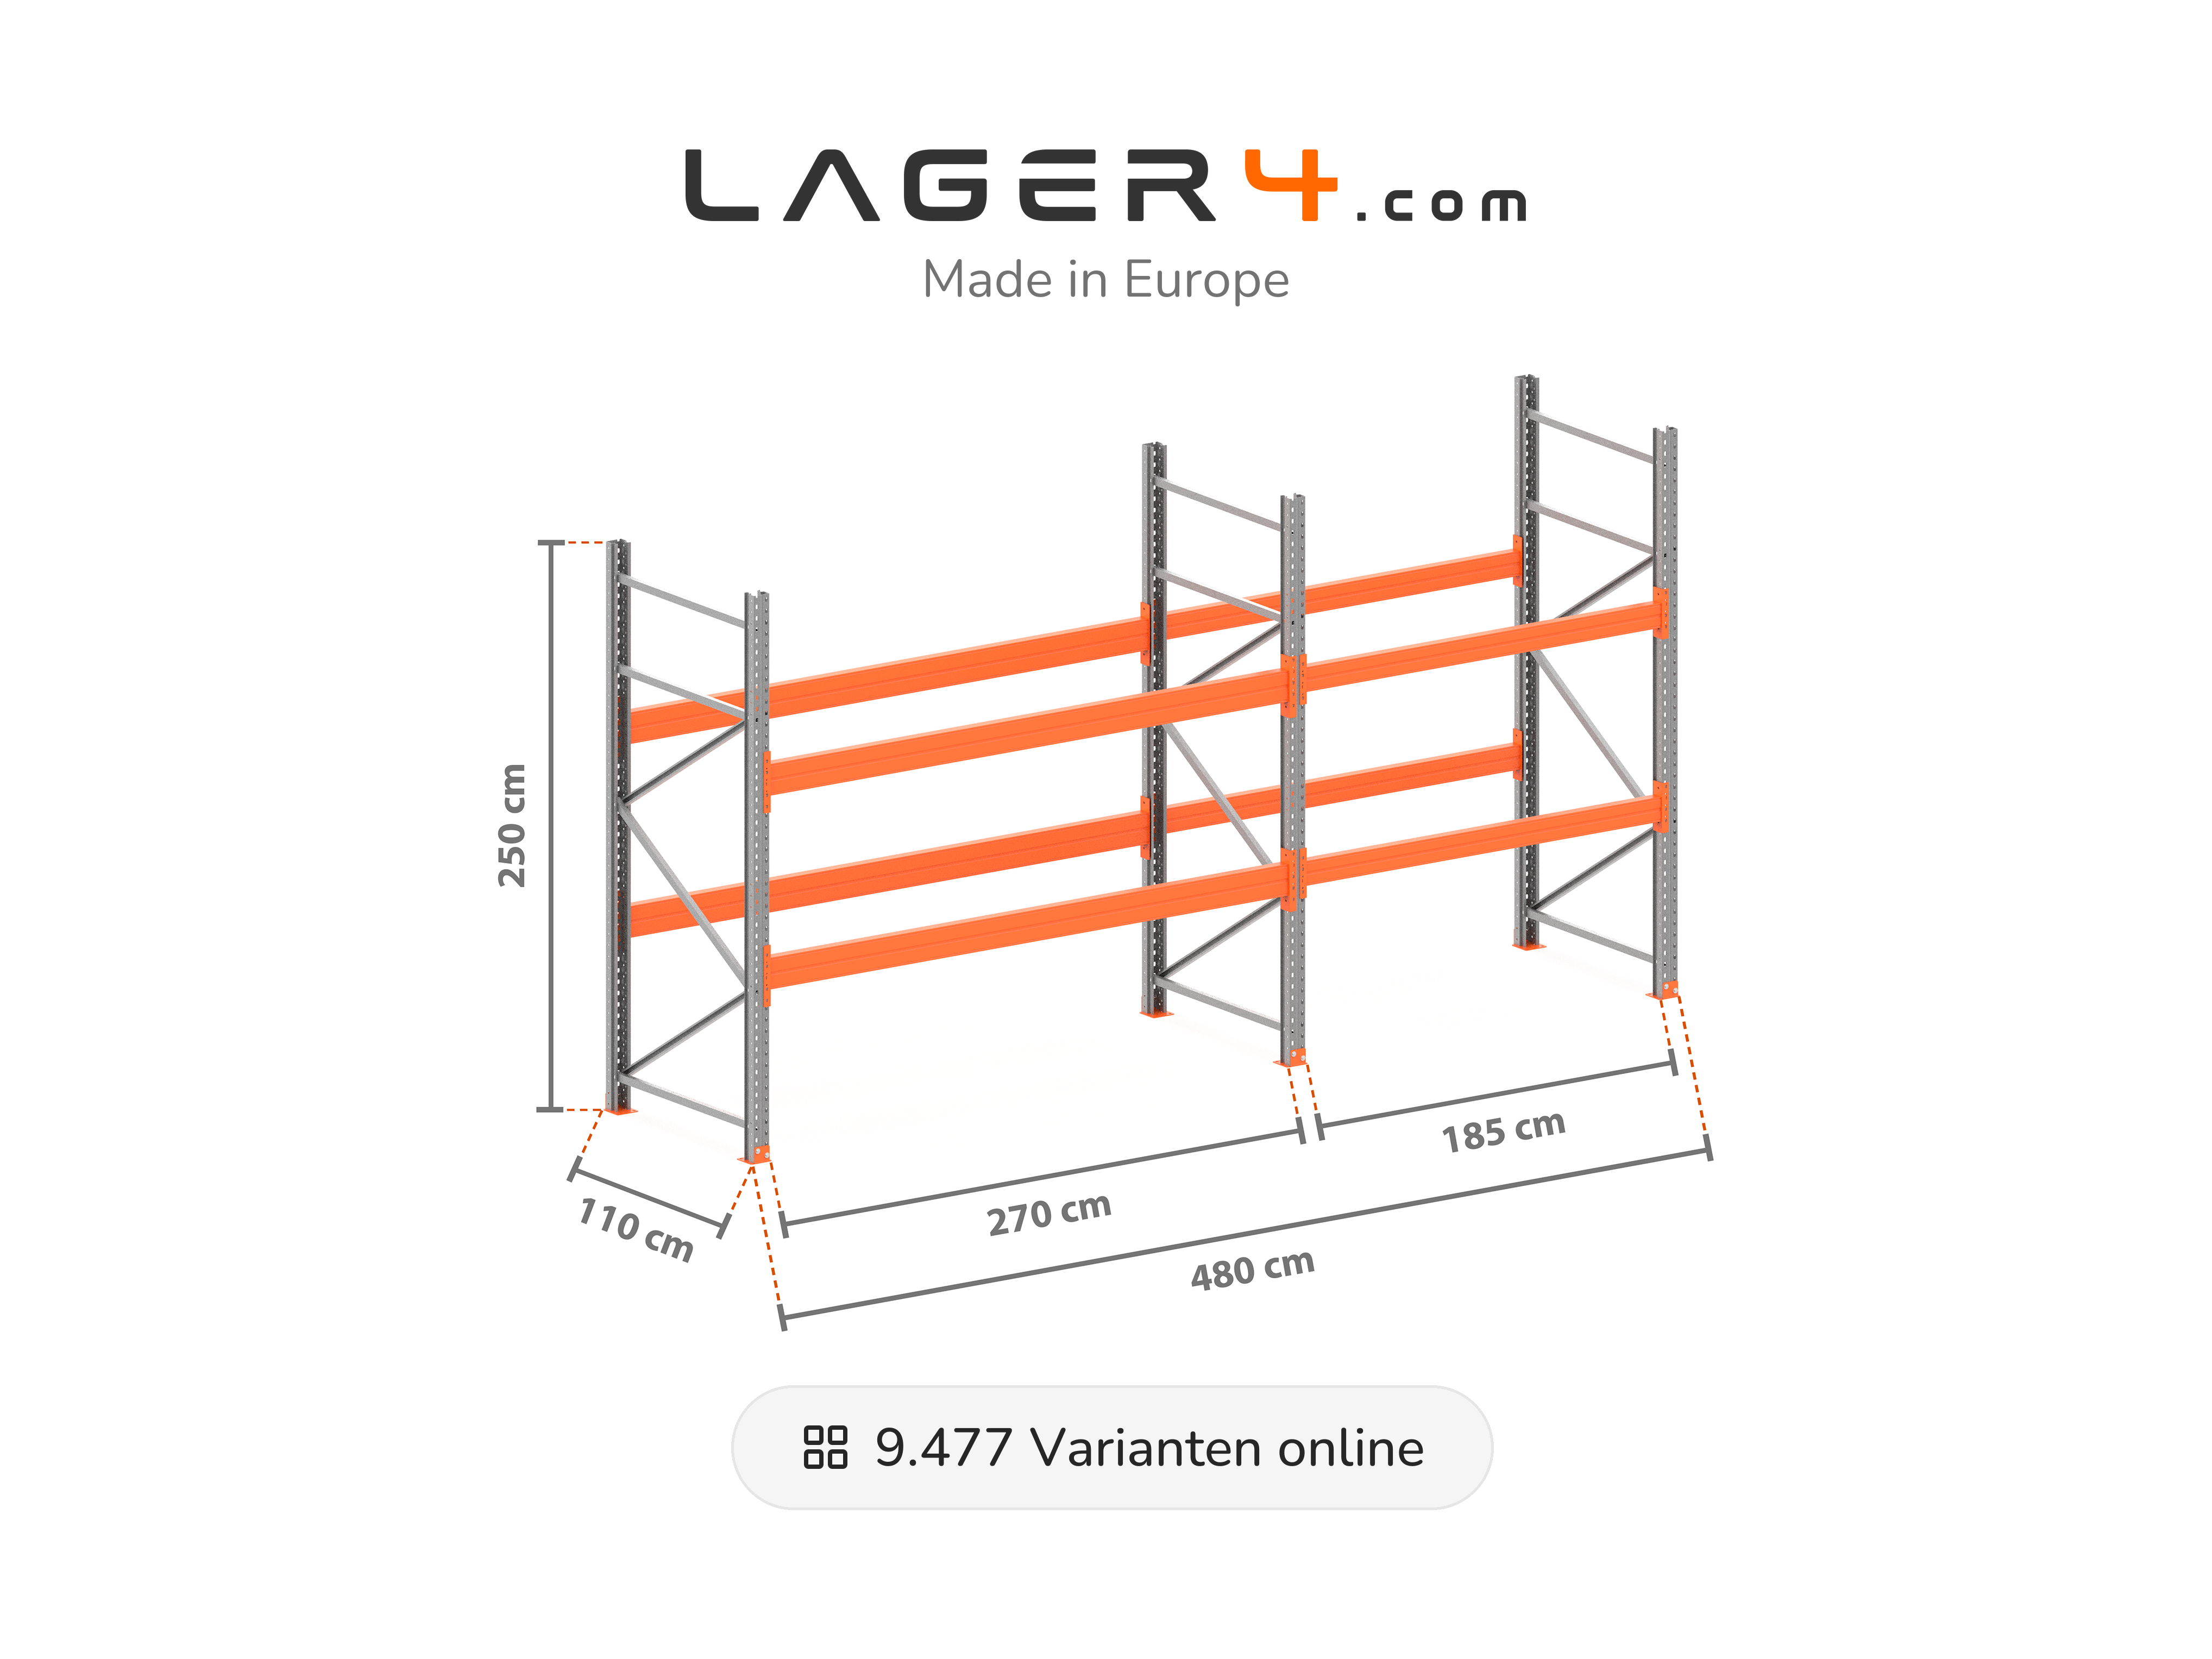 LAGER4.com
Made in Europe
250 cm
110 cm
270 cm
185 cm
480 cm
9.477 Varianten online